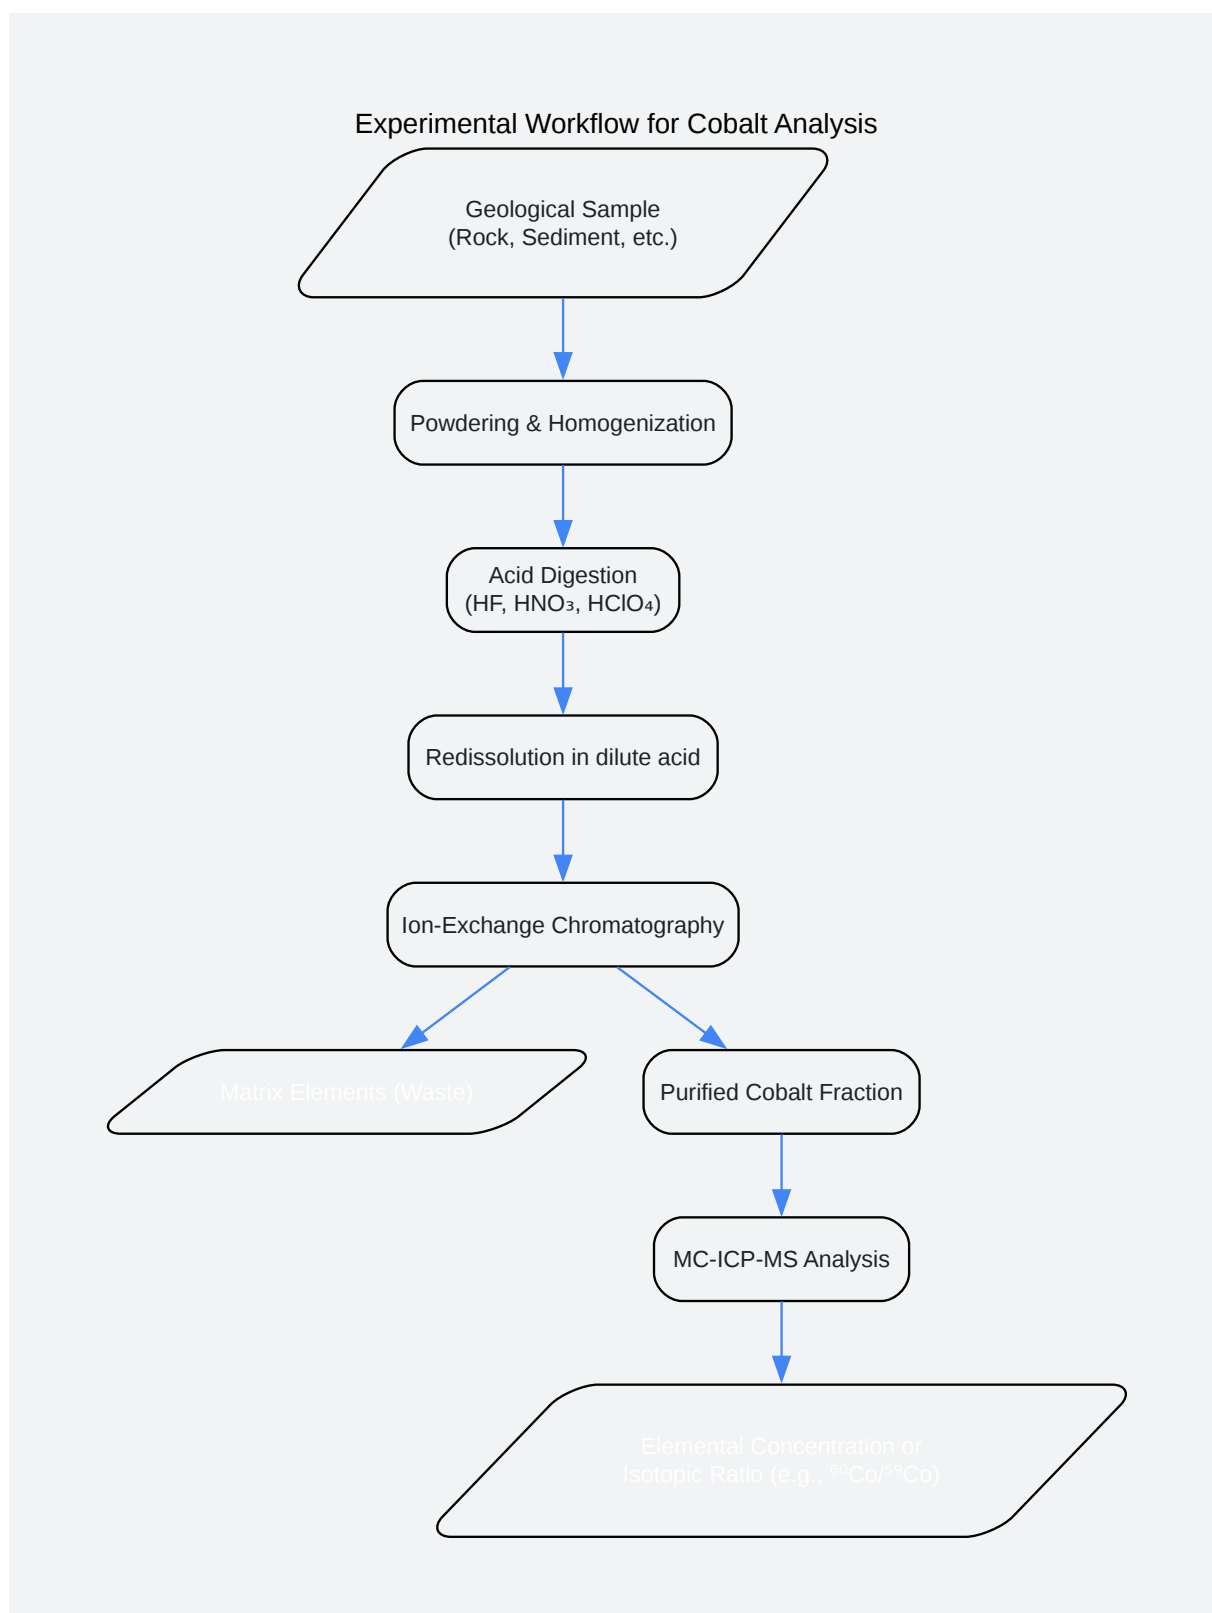 Experimental Workflow for Cobalt Analysis
Geological Sample
(Rock, Sediment, etc.)
Powdering & Homogenization
Acid Digestion
(HF, HNO₃, HClO₄)
Redissolution in dilute acid
Ion-Exchange Chromatography
Matrix Elements (Waste)
Purified Cobalt Fraction
MC-ICP-MS Analysis
Elemental Concentration or
Isotopic Ratio (e.g., ⁶⁰Co/⁵⁹Co)